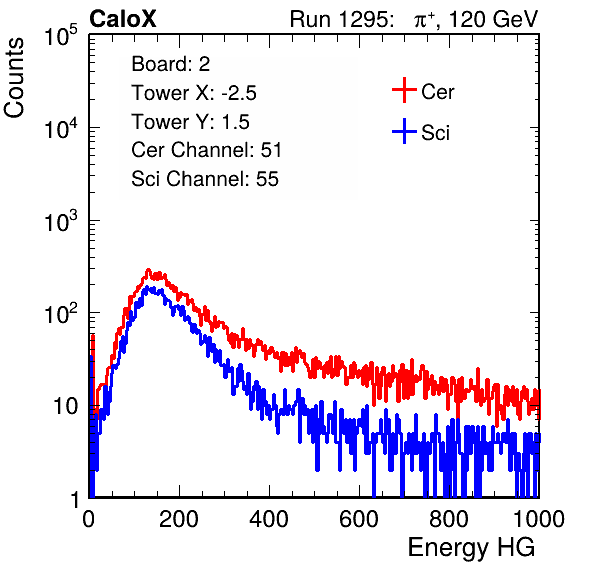 CaloX Run 1295: π⁺, 120 GeV
Board: 2
Tower X: -2.5
Tower Y: 1.5
Cer Channel: 51
Sci Channel: 55
Cer
Sci
Counts
10⁵
10⁴
10³
10²
10
1
0 200 400 600 800 1000
Energy HG